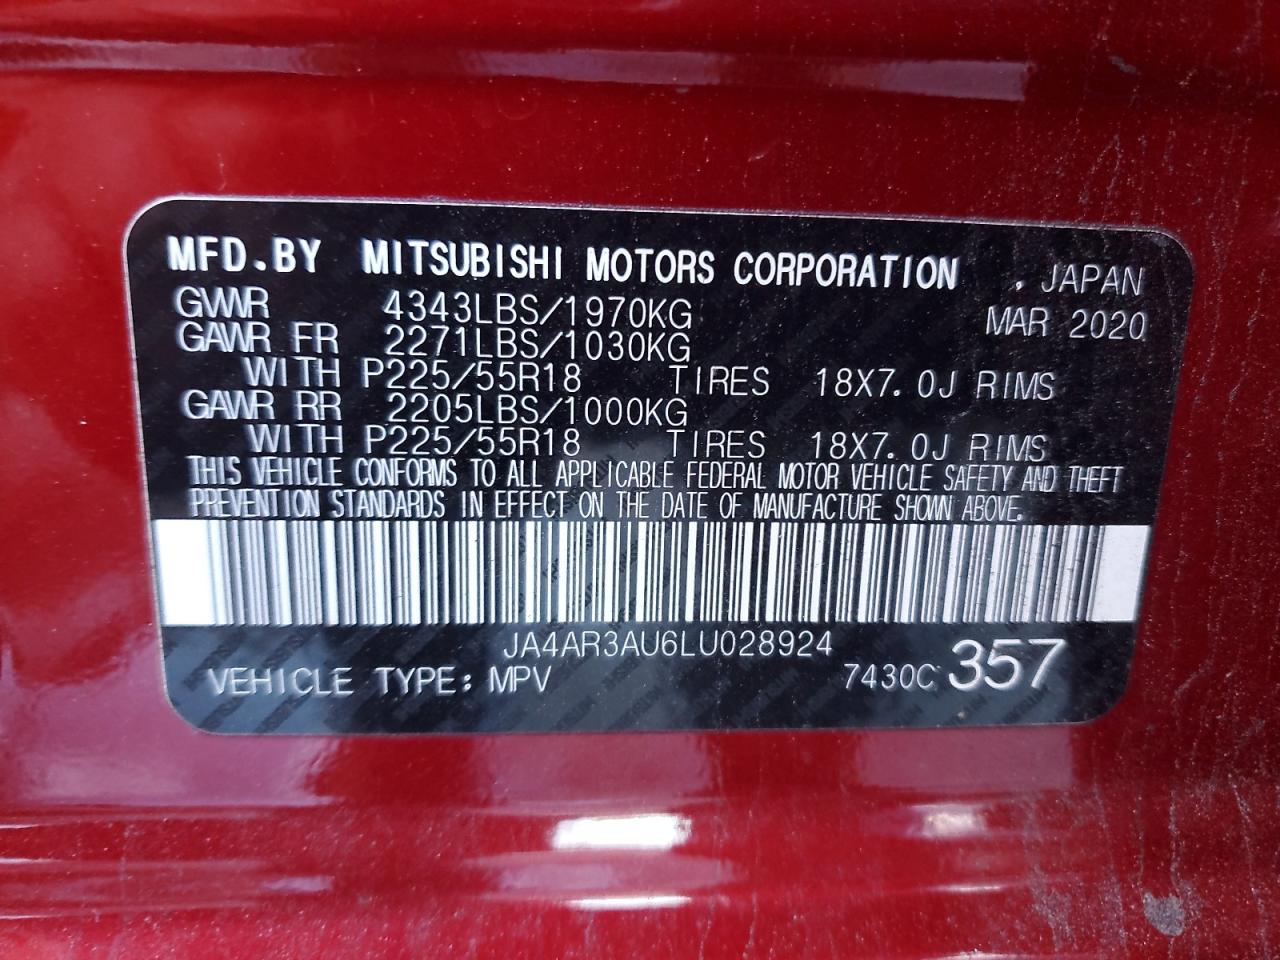 MFD.BY MITSUBISHI MOTORS CORPORATION . JAPAN
GVWR 4343LBS/1970KG MAR 2020
GAWR FR 2271LBS/1030KG
WITH P225/55R18 TIRES 18X7.0J RIMS
GAWR RR 2205LBS/1000KG
WITH P225/55R18 TIRES 18X7.0J RIMS
THIS VEHICLE CONFORMS TO ALL APPLICABLE FEDERAL MOTOR VEHICLE SAFETY AND THEFT
PREVENTION STANDARDS IN EFFECT ON THE DATE OF MANUFACTURE SHOWN ABOVE.
JA4AR3AU6LU028924
VEHICLE TYPE: MPV 7430C 357